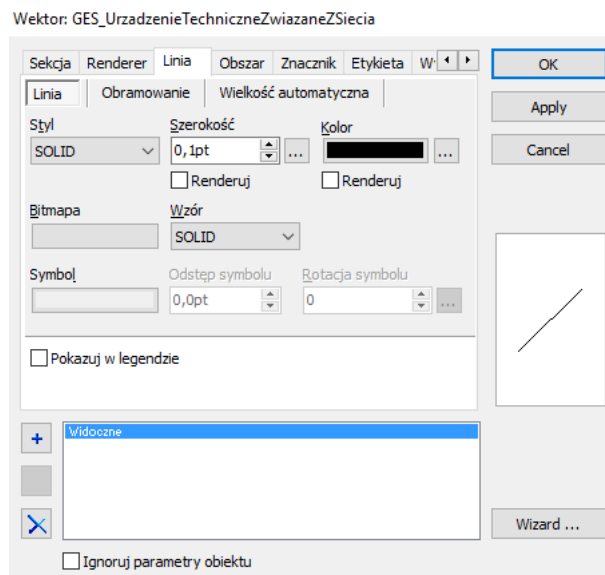 Wektor: GES_UrzadzenieTechniczneZwiazaneZSiecia
Sekcja Renderer Linia Obszar Znacznik Etykieta
Linia Obramowanie Wielkość automatyczna
Styl Szerokość Kolor
SOLID 0,1pt ... ...
Renderuj Renderuj
Bitmapa Wzór
SOLID
Symbol Odstęp symbolu Rotacja symbolu
0,0pt 0 ...
Pokazuj w legendzie
Widoczne
Ignoruj parametry obiektu
OK
Apply
Cancel
Wizard ...